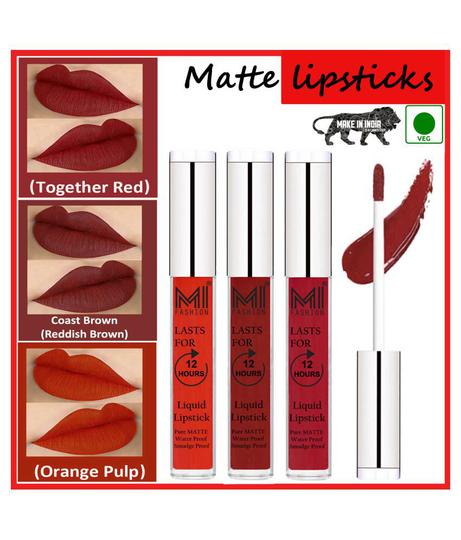 Matte lipsticks
MAKE IN INDIA
VEG
(Together Red)
Coast Brown
(Reddish Brown)
(Orange Pulp)
MI
FASHION
LASTS
FOR
12
HOURS
Liquid
Lipstick
Pure MATTE
Water Proof
Smudge Proof
MI
FASHION
LASTS
FOR
12
HOURS
Liquid
Lipstick
Pure MATTE
Water Proof
Smudge Proof
MI
FASHION
LASTS
FOR
12
HOURS
Liquid
Lipstick
Pure MATTE
Water Proof
Smudge Proof